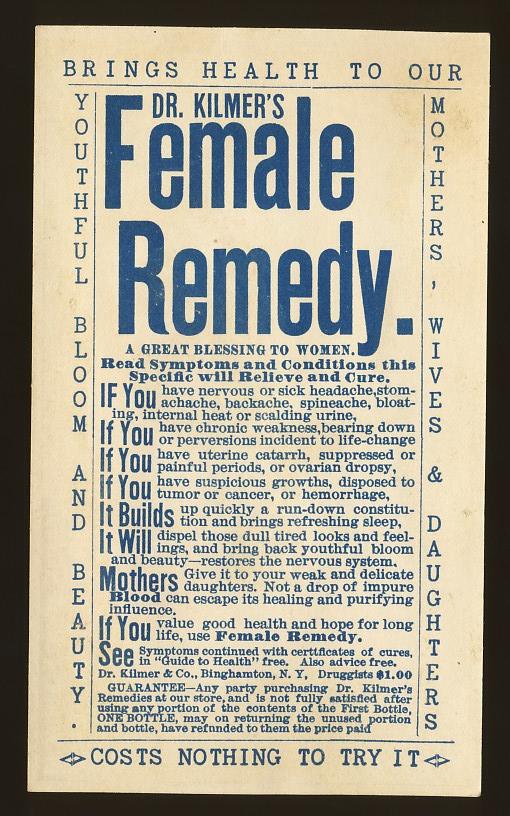 BRINGS HEALTH TO OUR
MOTHERS, WIVES & DAUGHTERS
YOUTHFUL BLOOM AND BEAUTY.
DR. KILMER'S
Female
Remedy.
A GREAT BLESSING TO WOMEN.
Read Symptoms and Conditions this
Specific will Relieve and Cure.
IF You have nervous or sick headache,stom-
achache, backache, spineache, bloat-
ing, internal heat or scalding urine,
If You have chronic weakness,bearing down
or perversions incident to life-change
If You have uterine catarrh, suppressed or
painful periods, or ovarian dropsy,
If You have suspicious growths, disposed to
tumor or cancer, or hemorrhage,
It Builds up quickly a run-down constitu-
tion and brings refreshing sleep,
It Will dispel those dull tired looks and feel-
ings, and bring back youthful bloom
and beauty—restores the nervous system.
Mothers Give it to your weak and delicate
daughters. Not a drop of impure
Blood can escape its healing and purifying
influence.
If You value good health and hope for long
life, use Female Remedy.
See Symptoms continued with certificates of cures,
in "Guide to Health" free. Also advice free.
Dr. Kilmer & Co., Binghamton, N. Y, Druggists $1.00
GUARANTEE—Any party purchasing Dr. Kilmer's
Remedies at our store, and is not fully satisfied after
using any portion of the contents of the First Bottle,
ONE BOTTLE, may on returning the unused portion
and bottle, have refunded to them the price paid
COSTS NOTHING TO TRY IT